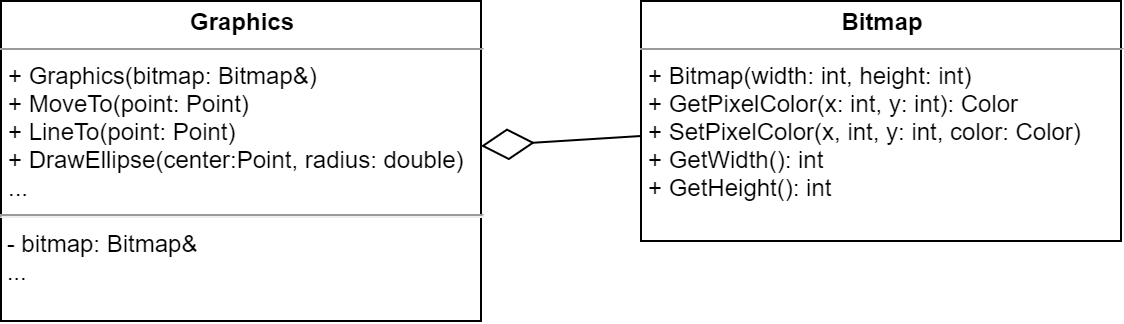 Graphics
+ Graphics(bitmap: Bitmap&)
+ MoveTo(point: Point)
+ LineTo(point: Point)
+ DrawEllipse(center:Point, radius: double)
...
- bitmap: Bitmap&
...
Bitmap
+ Bitmap(width: int, height: int)
+ GetPixelColor(x: int, y: int): Color
+ SetPixelColor(x, int, y: int, color: Color)
+ GetWidth(): int
+ GetHeight(): int